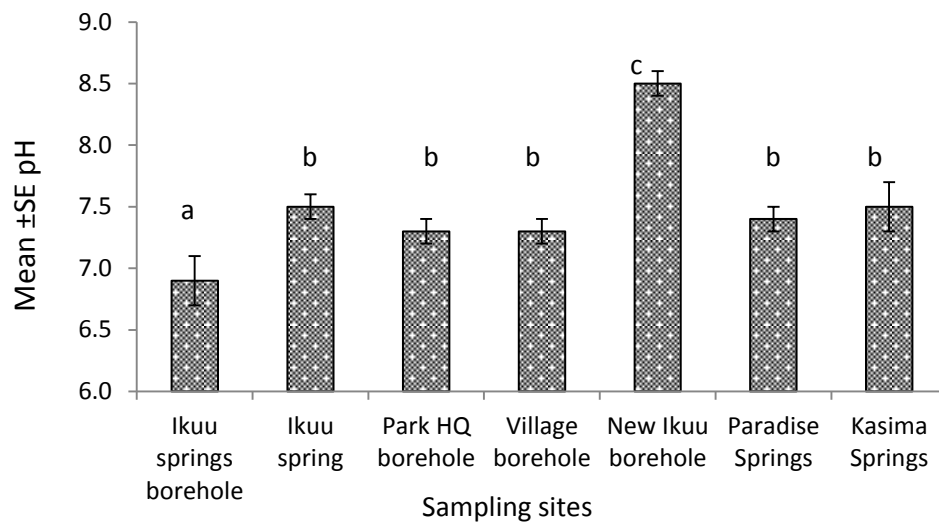 Mean ±SE pH
9.0
8.5
8.0
7.5
7.0
6.5
6.0
a
b
b
b
c
b
b
Ikuu
springs
borehole
Ikuu
spring
Park HQ
borehole
Village
borehole
New Ikuu
borehole
Paradise
Springs
Kasima
Springs
Sampling sites